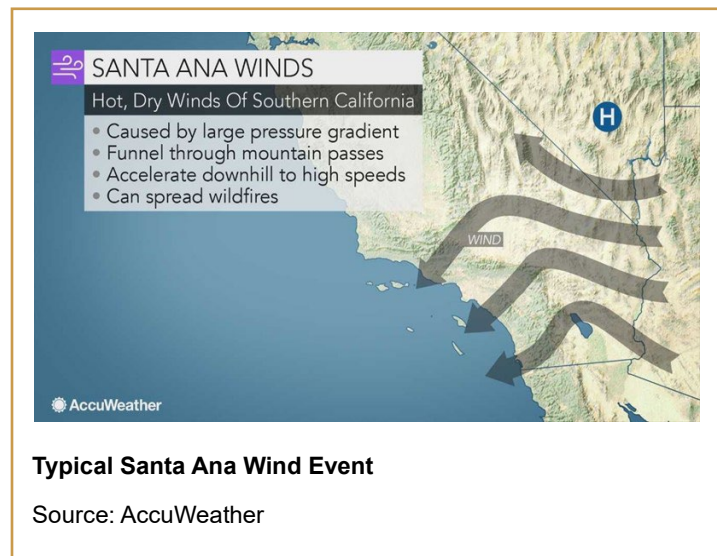 SANTA ANA WINDS
Hot, Dry Winds Of Southern California
• Caused by large pressure gradient
• Funnel through mountain passes
• Accelerate downhill to high speeds
• Can spread wildfires
H
WIND
AccuWeather
Typical Santa Ana Wind Event
Source: AccuWeather